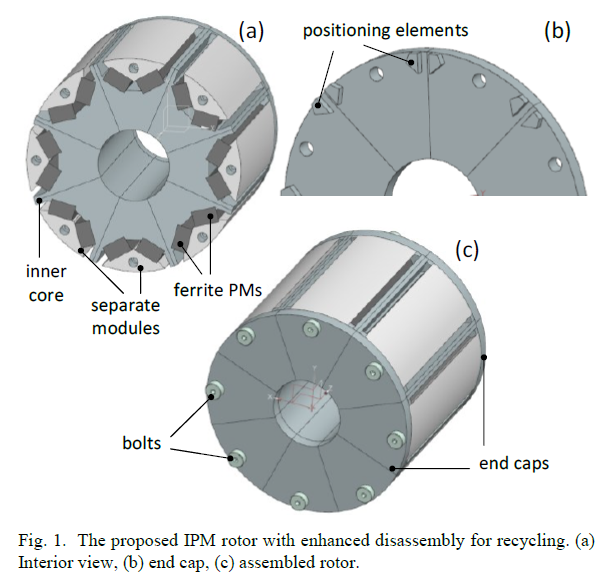 (a)
positioning elements
(b)
inner
core
separate
modules
ferrite PMs
(c)
bolts
end caps
Fig. 1. The proposed IPM rotor with enhanced disassembly for recycling. (a)
Interior view, (b) end cap, (c) assembled rotor.